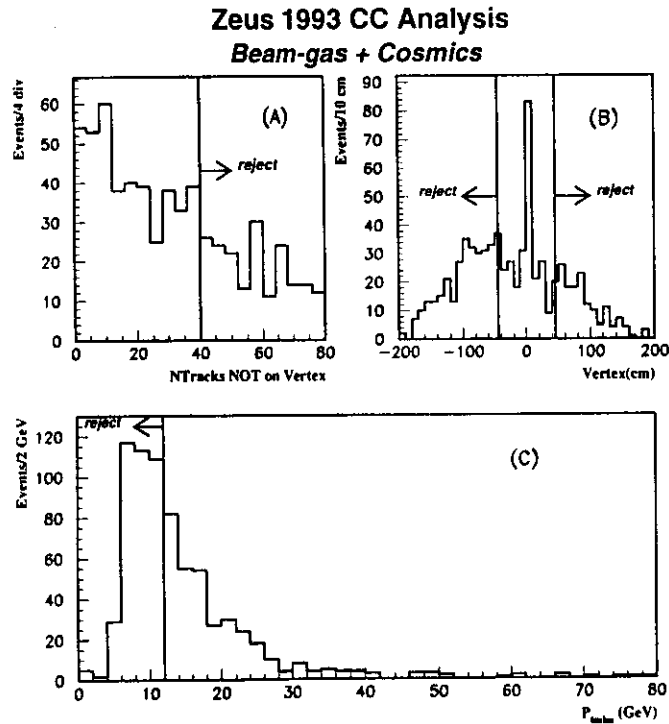 Zeus 1993 CC Analysis
Beam-gas + Cosmics
Events/4 div
60
50
40
30
20
10
0
(A)
reject
0 20 40 60 80
NTracks NOT on Vertex
Events/10 cm
90
80
70
60
50
40
30
20
10
0
(B)
reject
reject
-200 -100 0 100 200
Vertex(cm)
Events/2 GeV
120
100
80
60
40
20
0
reject
(C)
0 10 20 30 40 50 60 70 80
P (GeV)